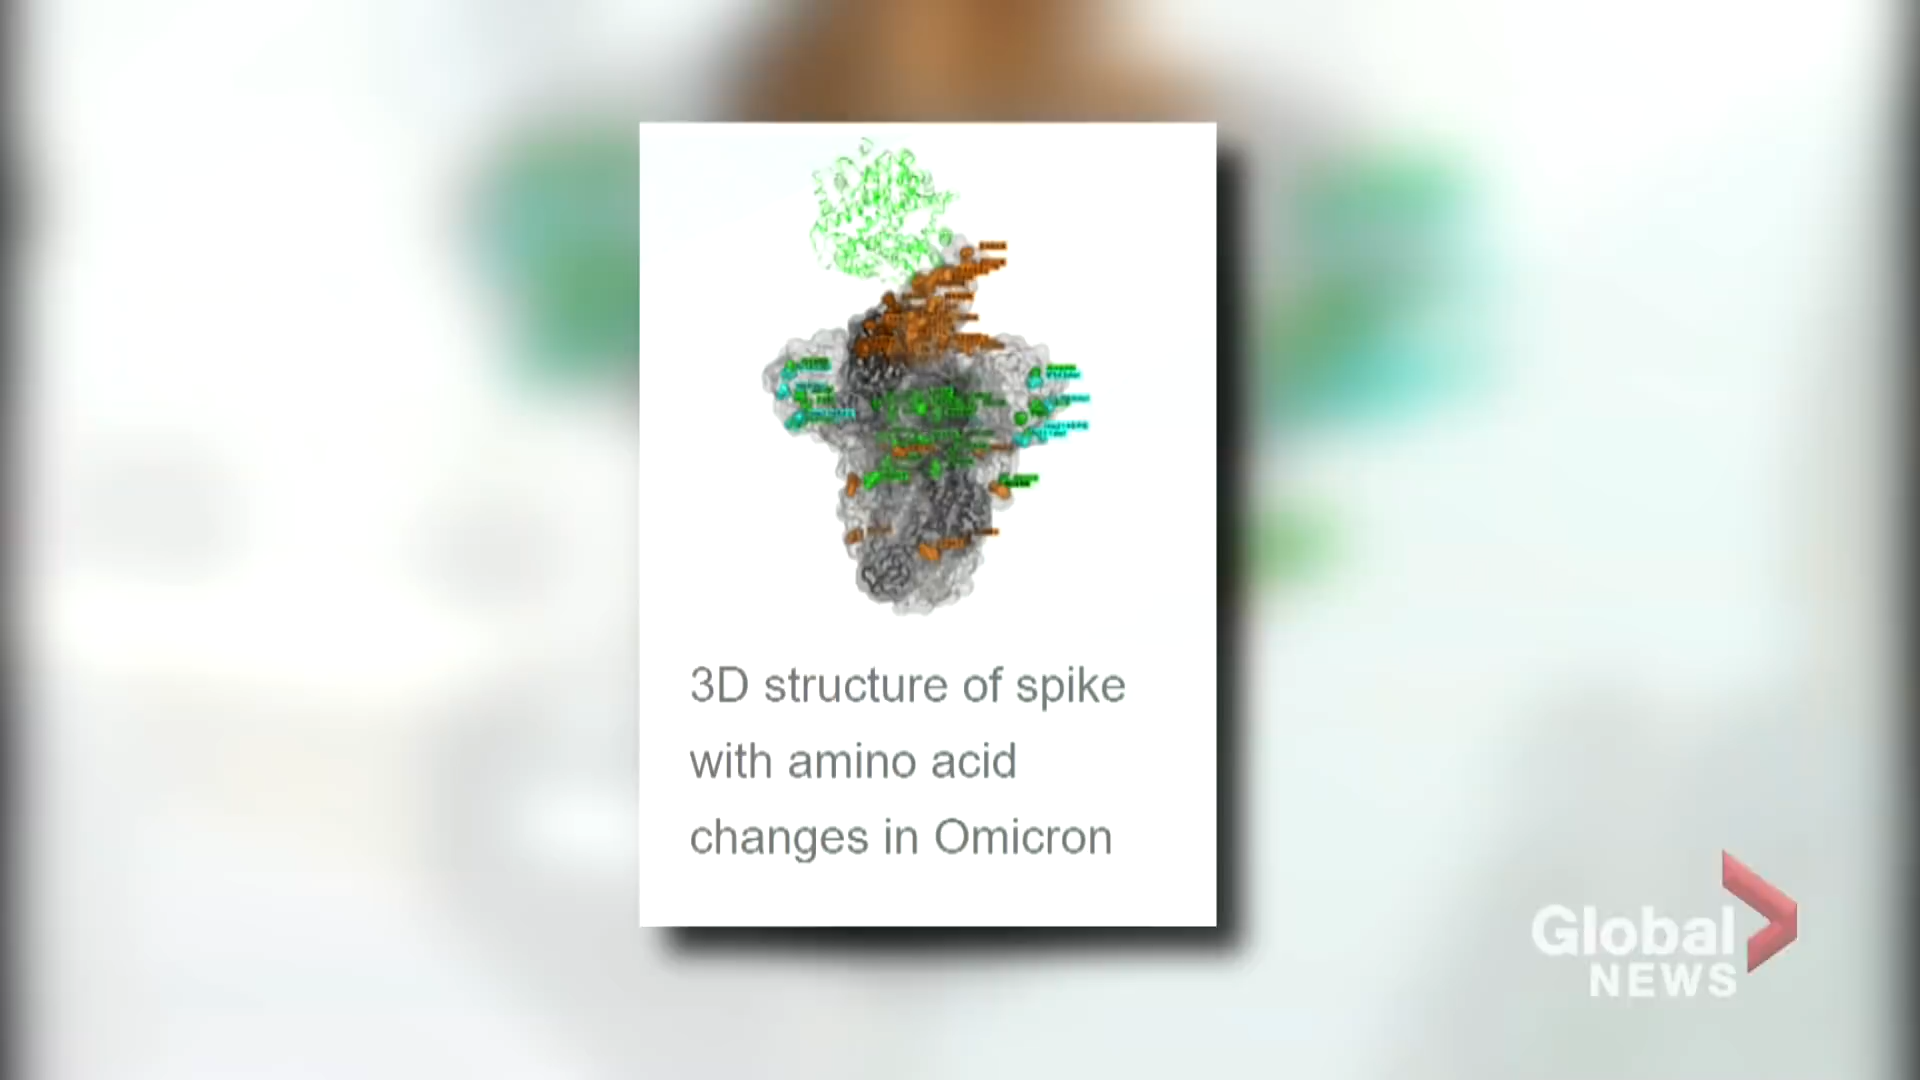 3D structure of spike
with amino acid
changes in Omicron
Global
NEWS